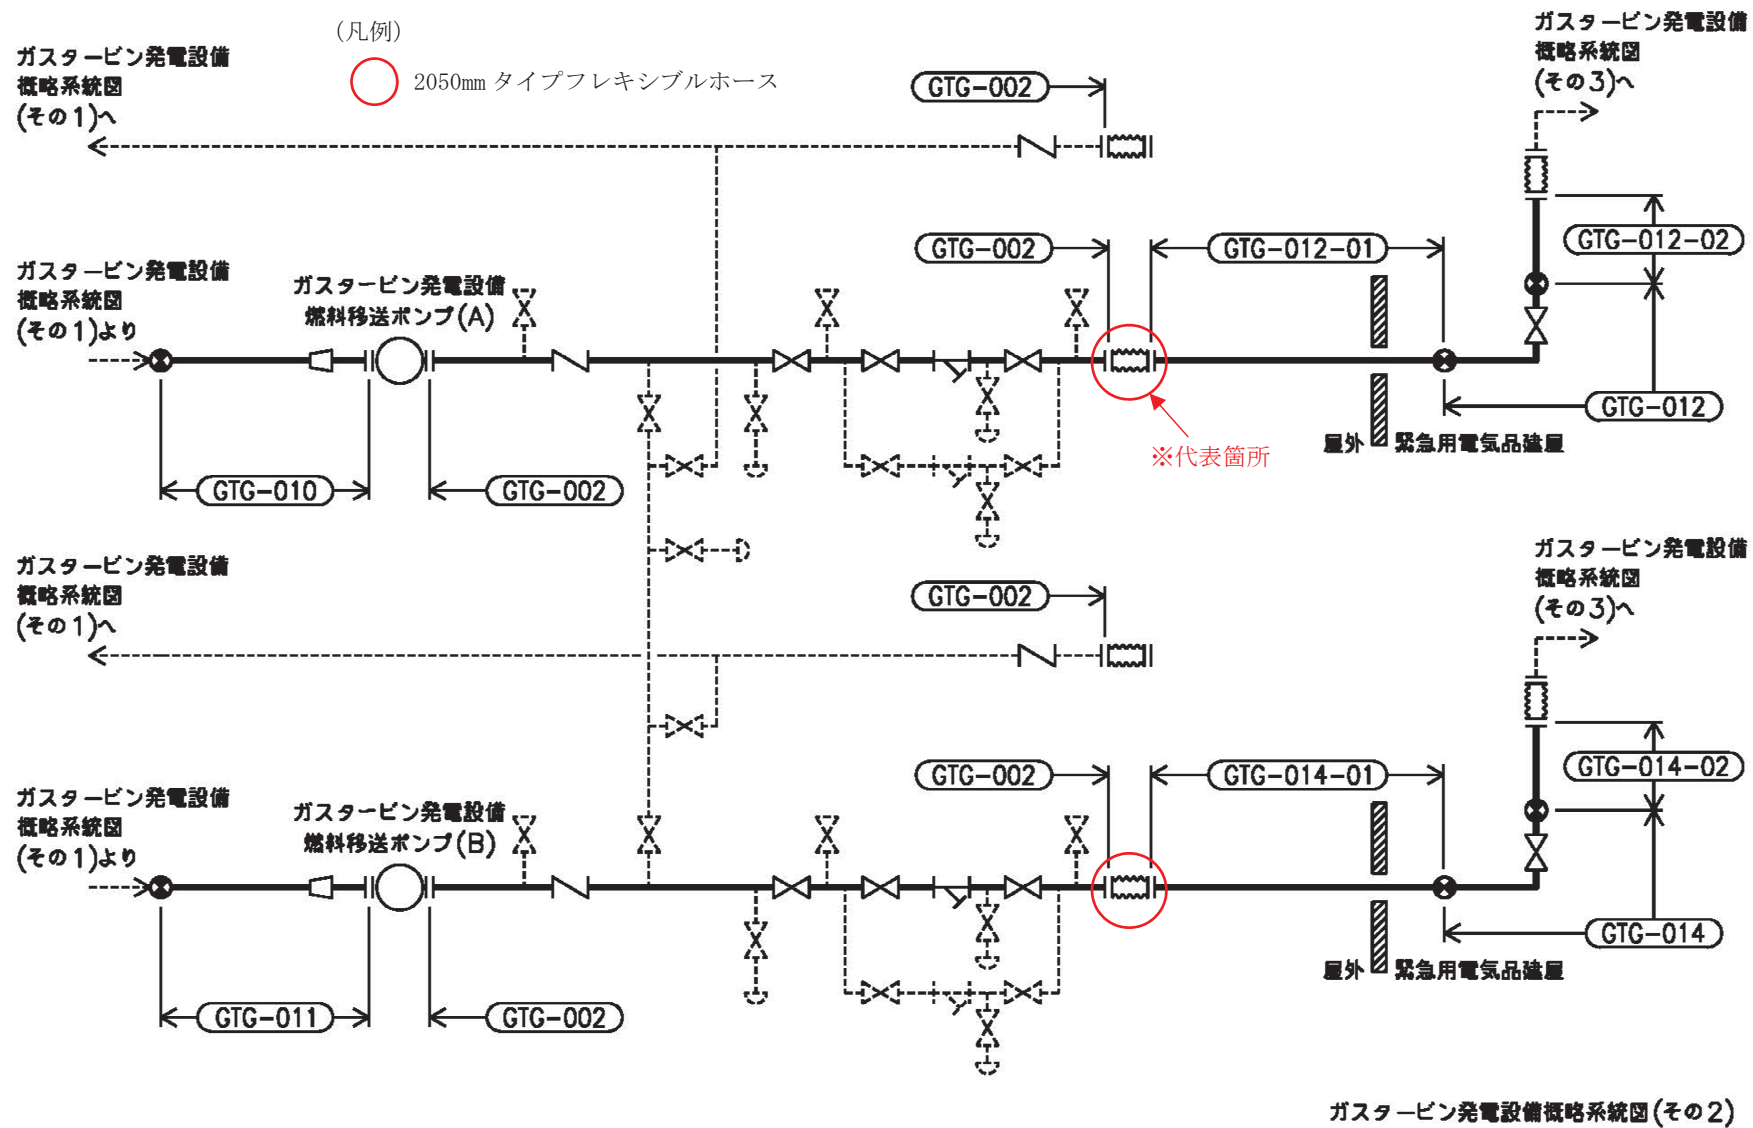 (凡例)
2050mm タイプフレキシブルホース
ガスタービン発電設備
概略系統図
(その1)へ
GTG-002
ガスタービン発電設備
概略系統図
(その3)へ
GTG-012-02
ガスタービン発電設備
概略系統図
(その1)より
ガスタービン発電設備
燃料移送ポンプ(A)
GTG-002
GTG-012-01
GTG-012
※代表箇所
屋外
緊急用電気品建屋
GTG-010
GTG-002
ガスタービン発電設備
概略系統図
(その1)へ
GTG-002
ガスタービン発電設備
概略系統図
(その3)へ
GTG-014-02
ガスタービン発電設備
概略系統図
(その1)より
ガスタービン発電設備
燃料移送ポンプ(B)
GTG-002
GTG-014-01
GTG-014
屋外
緊急用電気品建屋
GTG-011
GTG-002
ガスタービン発電設備概略系統図(その2)